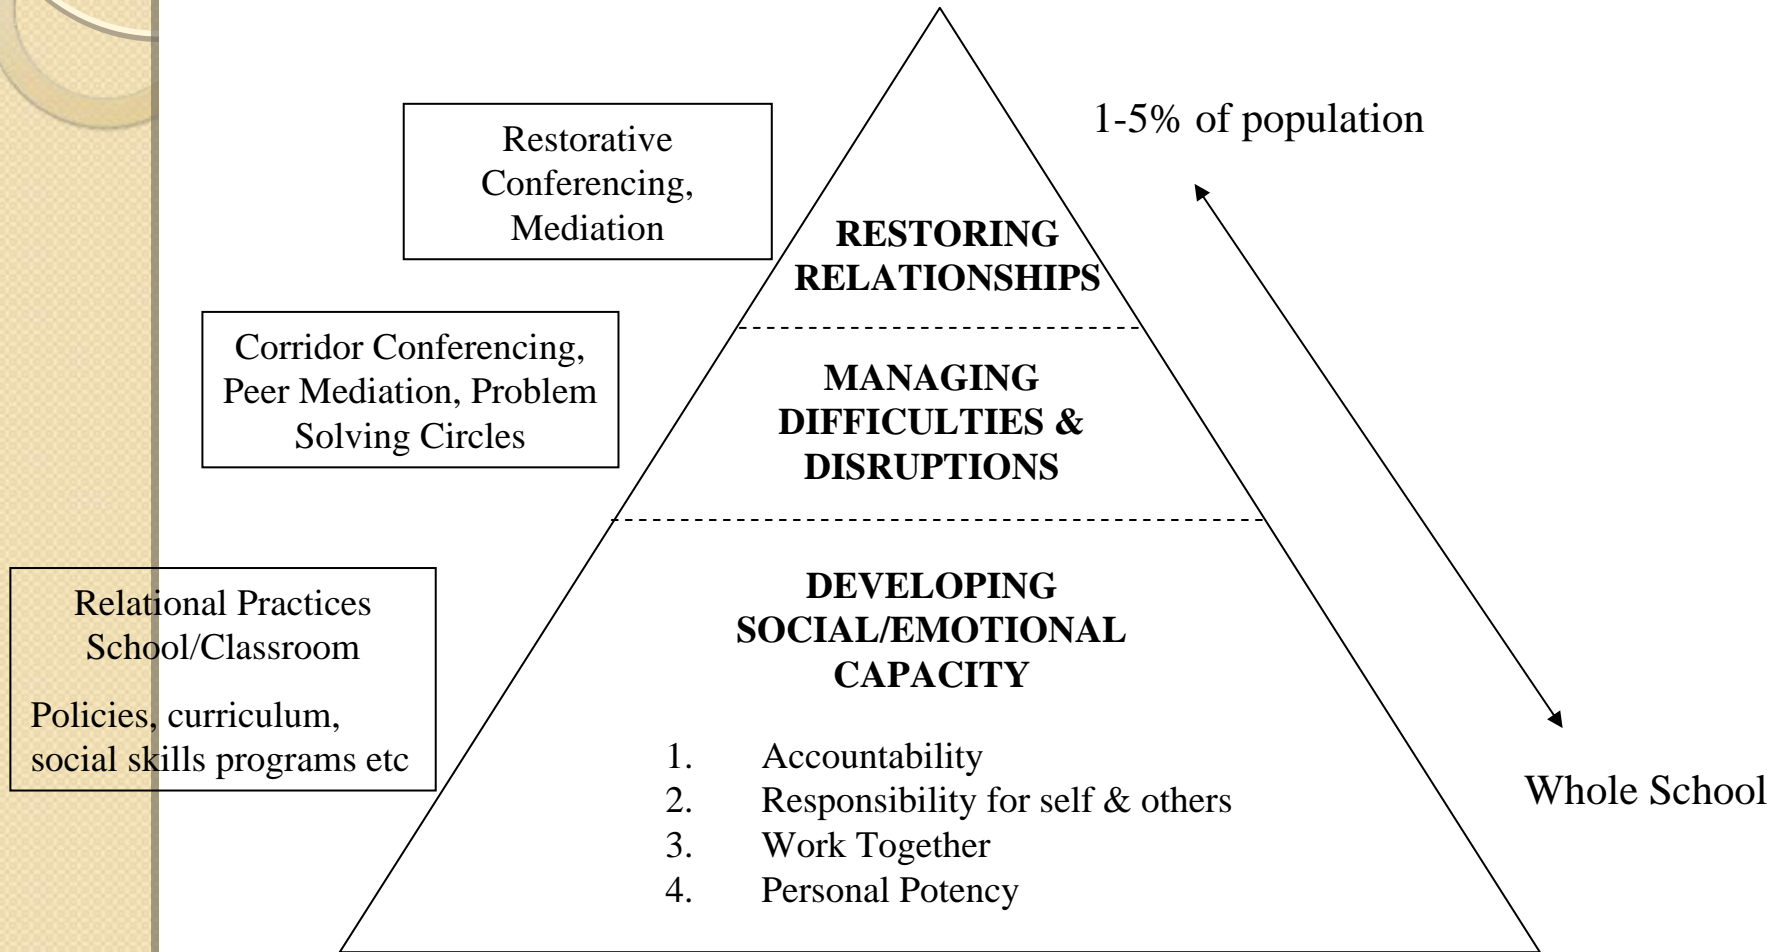 1-5% of population
Restorative
Conferencing,
Mediation
RESTORING
RELATIONSHIPS
Corridor Conferencing,
Peer Mediation, Problem
Solving Circles
MANAGING
DIFFICULTIES &
DISRUPTIONS
Relational Practices
School/Classroom
Policies, curriculum,
social skills programs etc
DEVELOPING
SOCIAL/EMOTIONAL
CAPACITY
1. Accountability
2. Responsibility for self & others
3. Work Together
4. Personal Potency
Whole School